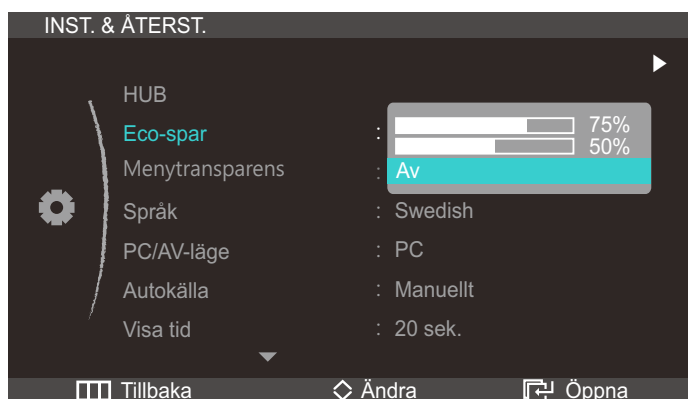 INST. & ÅTERST.
HUB
Eco-spar :
75%
50%
Av
Menytransparens :
Språk : Swedish
PC/AV-läge : PC
Autokälla : Manuellt
Visa tid : 20 sek.
Tillbaka Ändra Öppna